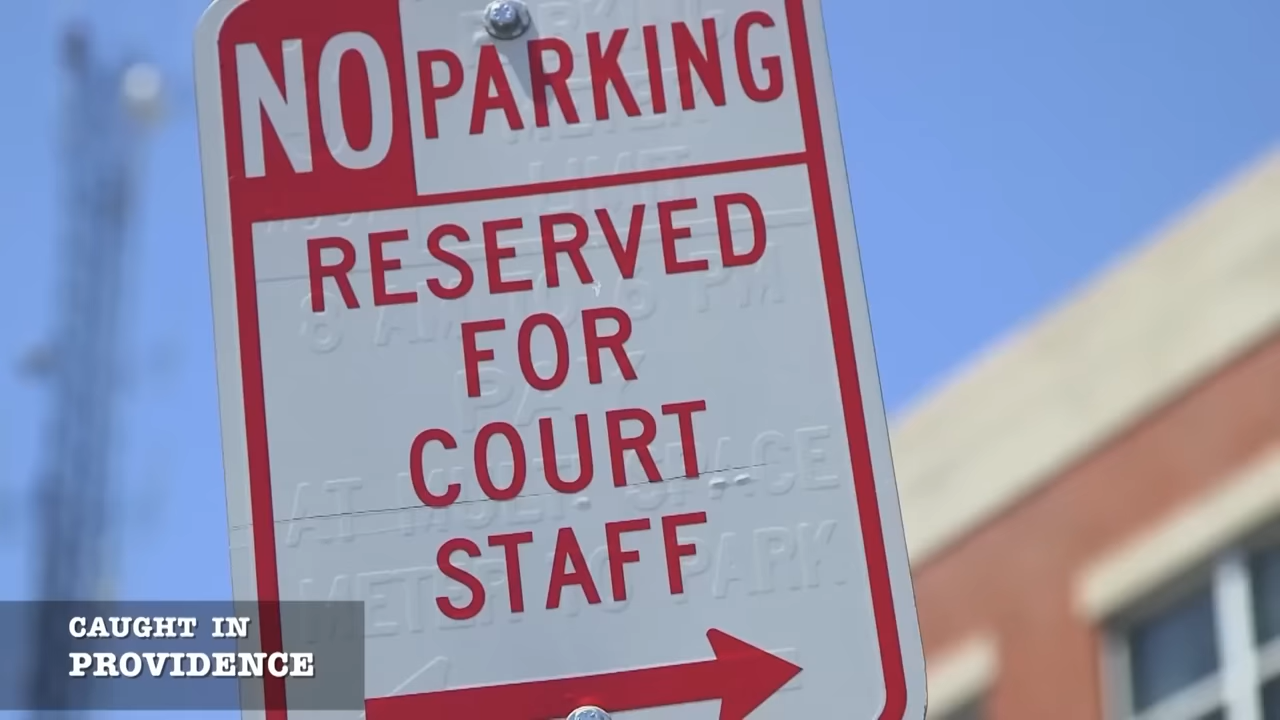 NO PARKING
RESERVED
FOR
COURT
STAFF
CAUGHT IN
PROVIDENCE